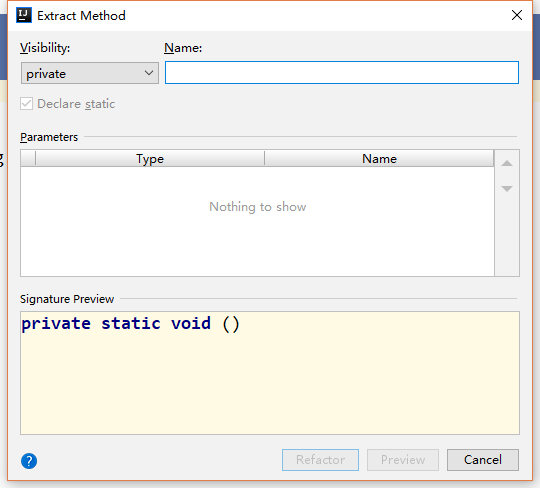 IJ Extract Method
Visibility: Name:
private
Declare static
Parameters
Type Name
g
Nothing to show
Signature Preview
private static void ()
? Refactor Preview Cancel